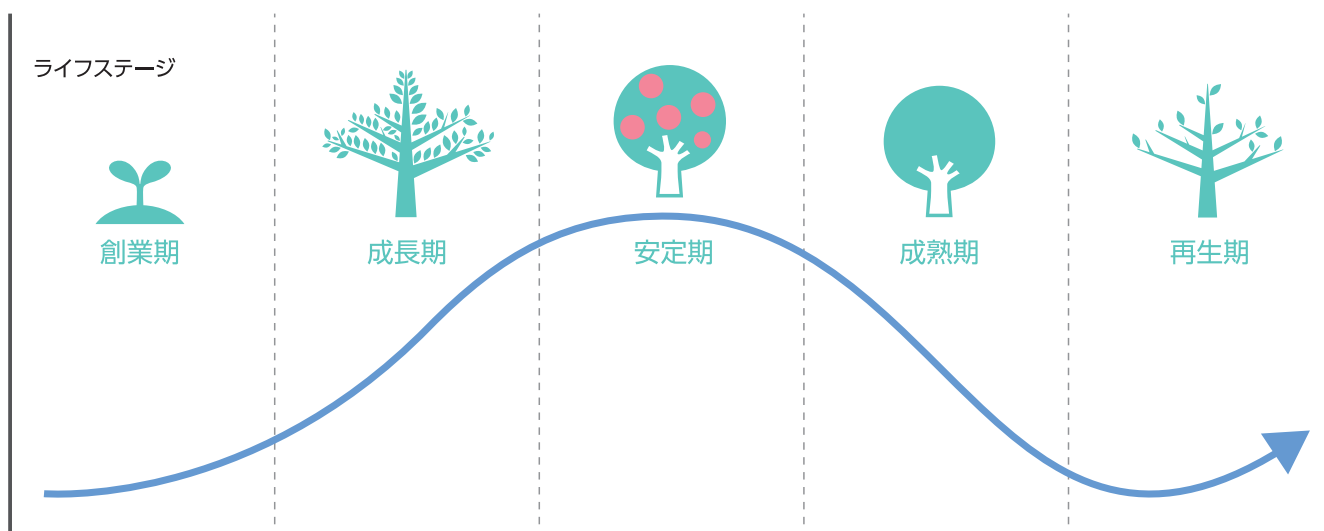 ライフステージ
創業期
成長期
安定期
成熟期
再生期